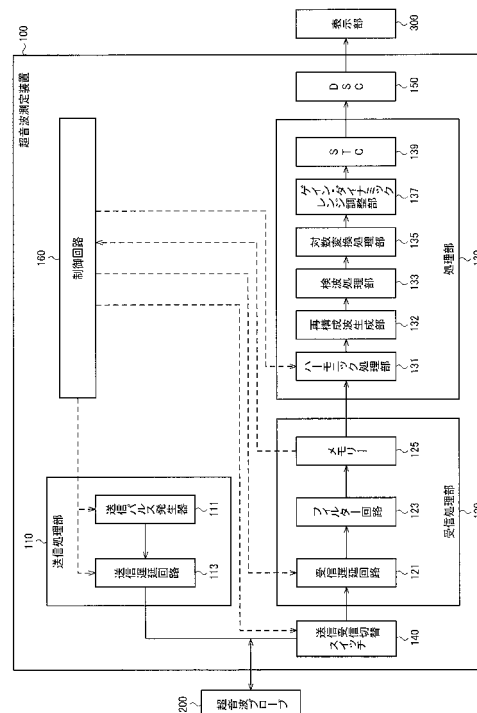 100
超音波測定装置
160
制御回路
110
送信処理部
送信パルス発生器
111
送信遅延回路
113
200
超音波プローブ
300
表示部
150
DSC
処理部
130
139
STC
137
ゲイン・ダイナミック
レンジ調整部
135
対数変換処理部
133
検波処理部
132
再構成波生成部
131
ハーモニック処理部
受信処理部
120
125
メモリー
123
フィルター回路
121
受信遅延回路
140
送信受信切替
スイッチ